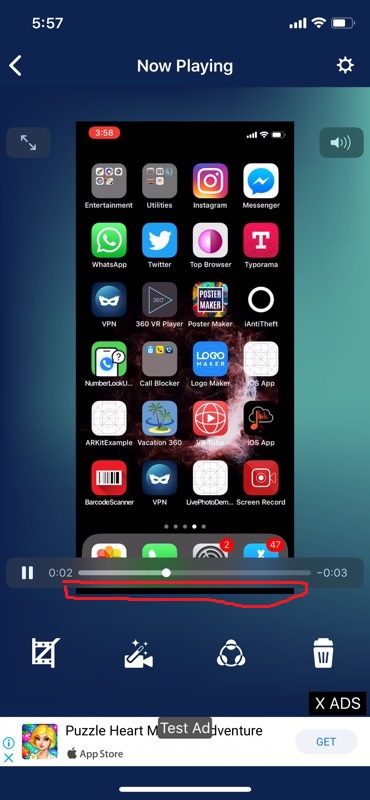 5:57
Now Playing
3:58
Entertainment Utilities Instagram Messenger
WhatsApp Twitter Top Browser Typorama
360
POSTER
MAKER
VPN 360 VR Player Poster Maker iAntiTheft
LOGO
MAKER
NumberLookU... Call Blocker Logo Maker iOS App
ARKitExample Vacation 360 VR Tube iOS App
BarcodeScanner VPN LivePhotoDem... Screen Record
2 47
0:02 −0:03
X ADS
Puzzle Heart M
Test Ad
dventure
App Store
GET